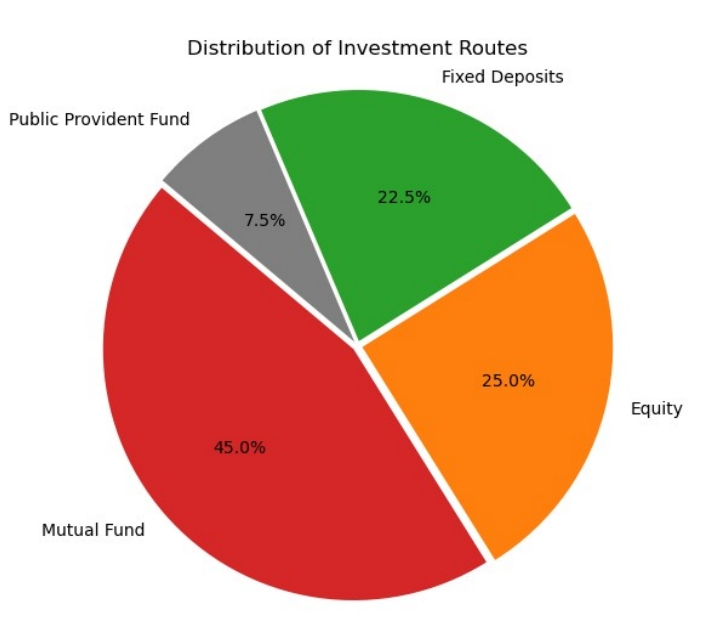 Distribution of Investment Routes
Fixed Deposits
Public Provident Fund
22.5%
7.5%
25.0%
Equity
45.0%
Mutual Fund